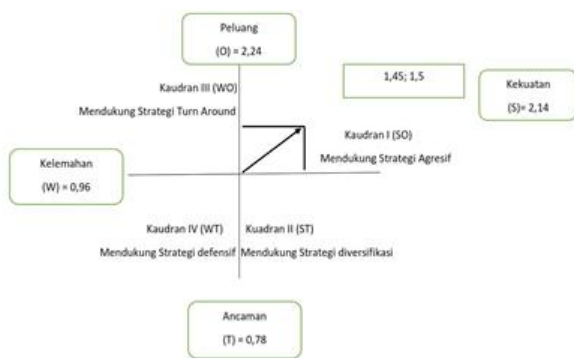 Peluang
(O) = 2,24
1,45; 1,5
Kekuatan
(S)= 2,14
Kaudran III (WO)
Mendukung Strategi Turn Around
Kaudran I (SO)
Mendukung Strategi Agresif
Kelemahan
(W) = 0,96
Kaudran IV (WT)
Mendukung Strategi defensif
Kuadran II (ST)
Mendukung Strategi diversifikasi
Ancaman
(T) = 0,78